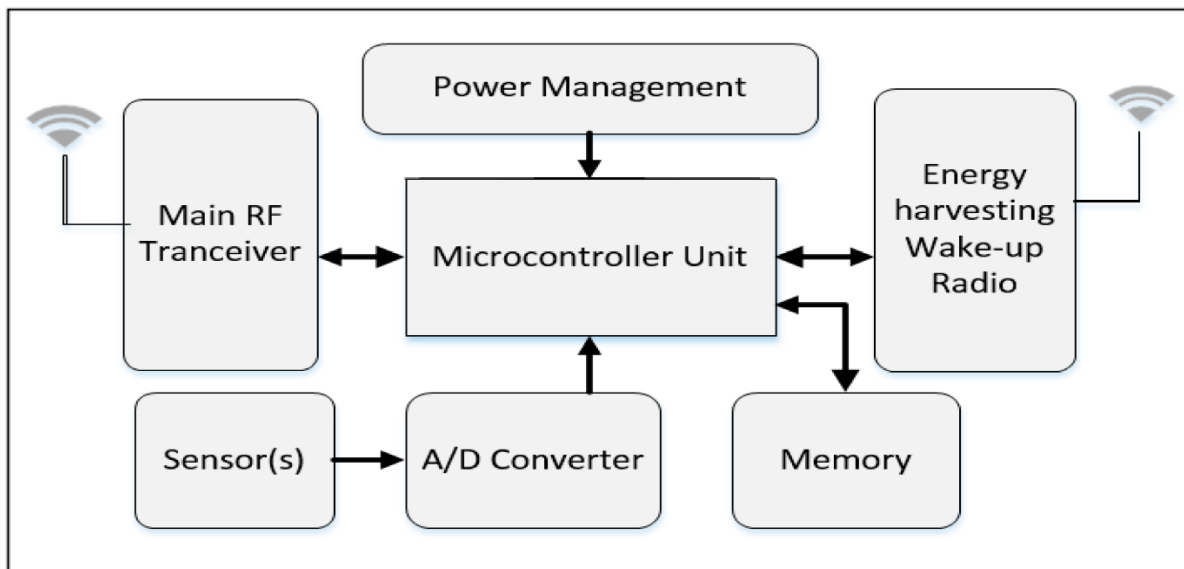 Power Management
Main RF
Tranceiver
Microcontroller Unit
Energy
harvesting
Wake-up
Radio
Sensor(s)
A/D Converter
Memory